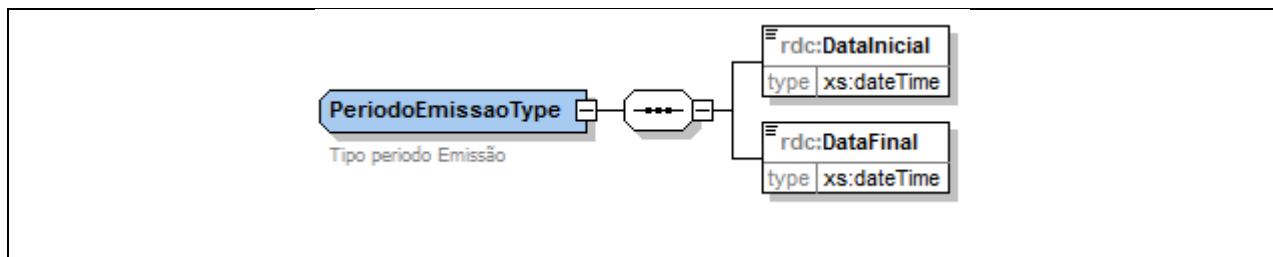 rdc:DataInicial
type xs:dateTime
PeriodoEmissaoType
Tipo periodo Emissão
rdc:DataFinal
type xs:dateTime